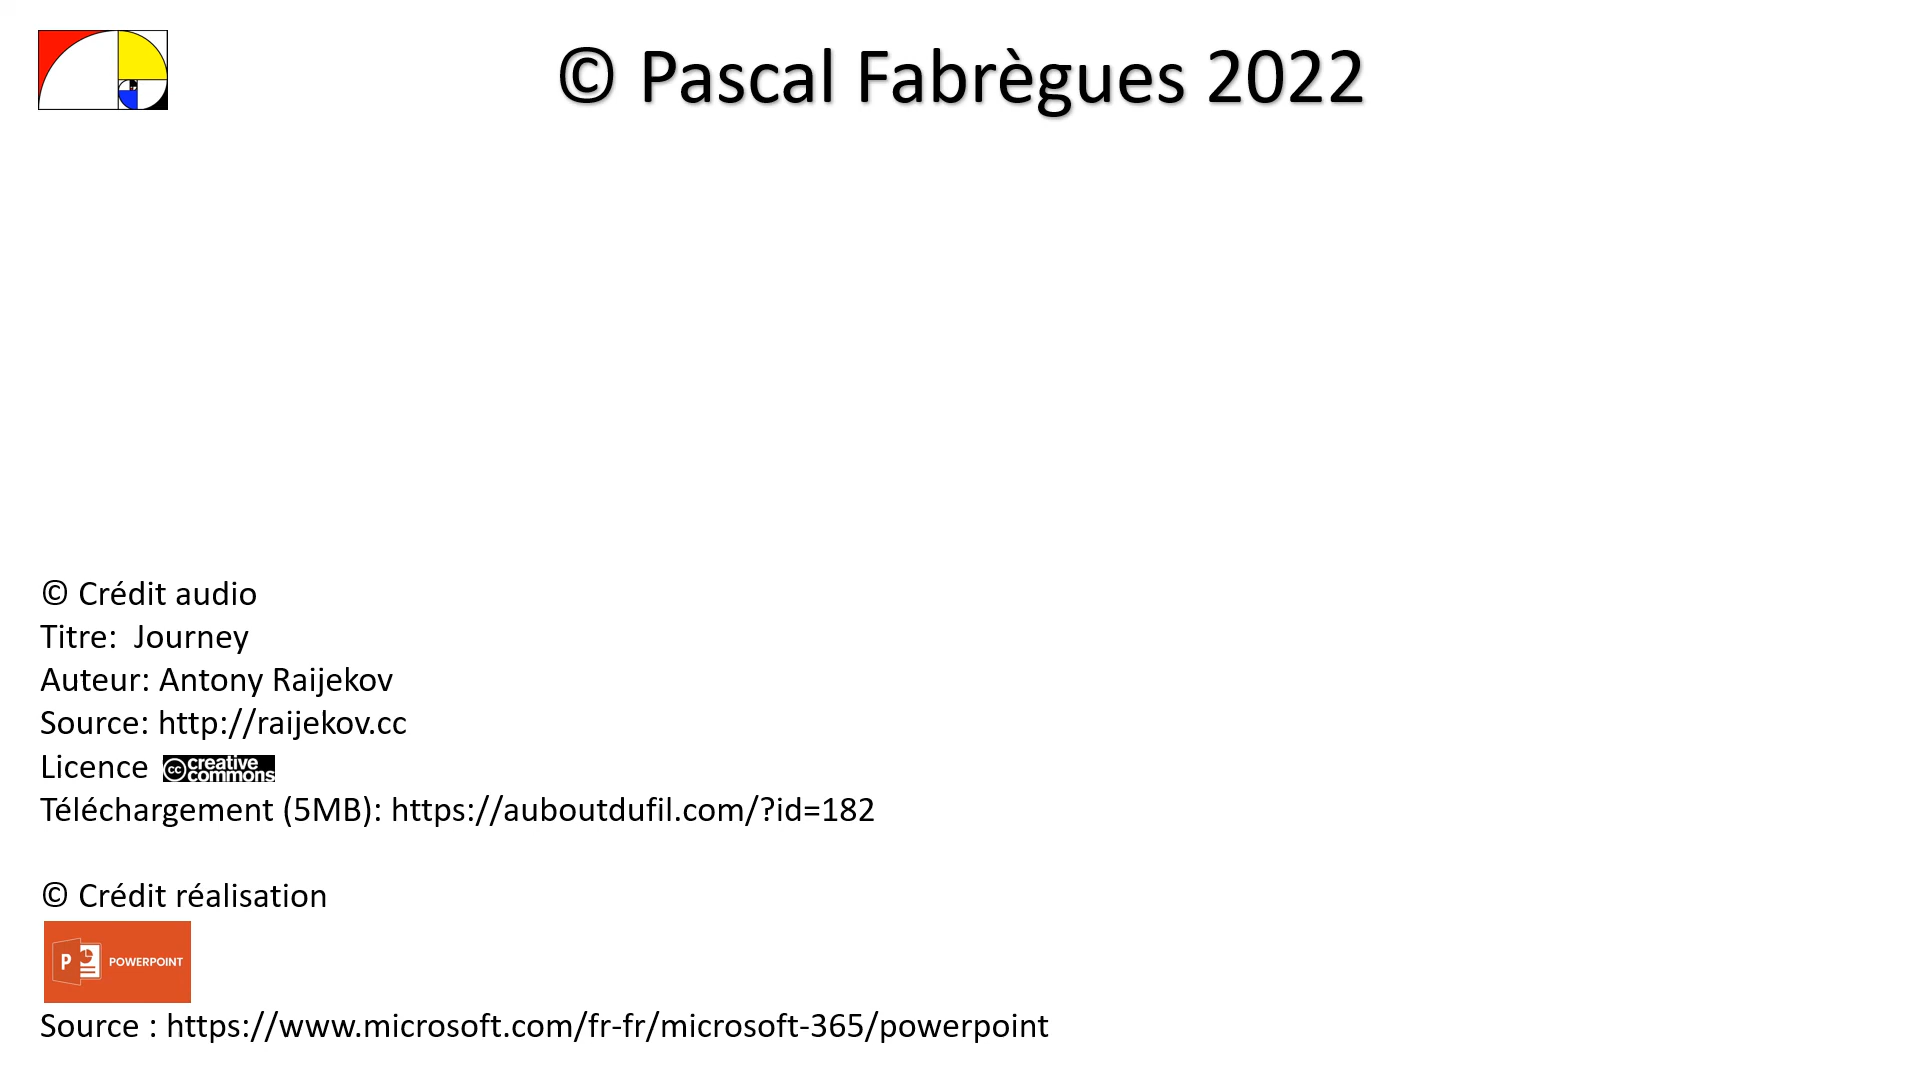 © Pascal Fabrègues 2022
© Crédit audio
Titre:  Journey
Auteur: Antony Raijekov
Source: http://raijekov.cc
Licence cc creative commons
Téléchargement (5MB): https://auboutdufil.com/?id=182
© Crédit réalisation
P POWERPOINT
Source : https://www.microsoft.com/fr-fr/microsoft-365/powerpoint